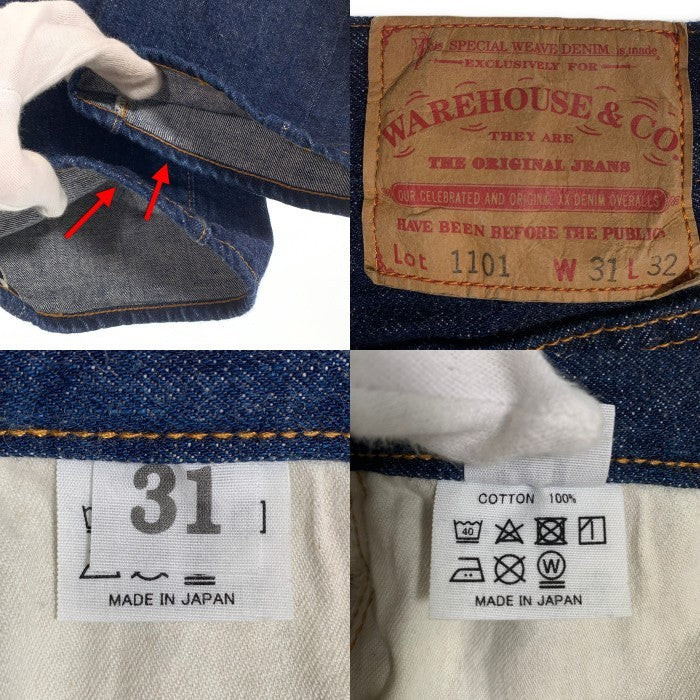 This SPECIAL WEAVE DENIM is made
EXCLUSIVELY FOR
WAREHOUSE & CO.
THEY ARE
THE ORIGINAL JEANS
OUR CELEBRATED AND ORIGINAL XX DENIM OVERALLS
HAVE BEEN BEFORE THE PUBLIC
Lot 1101 W 31 L 32
31
MADE IN JAPAN
COTTON 100%
40
W
MADE IN JAPAN